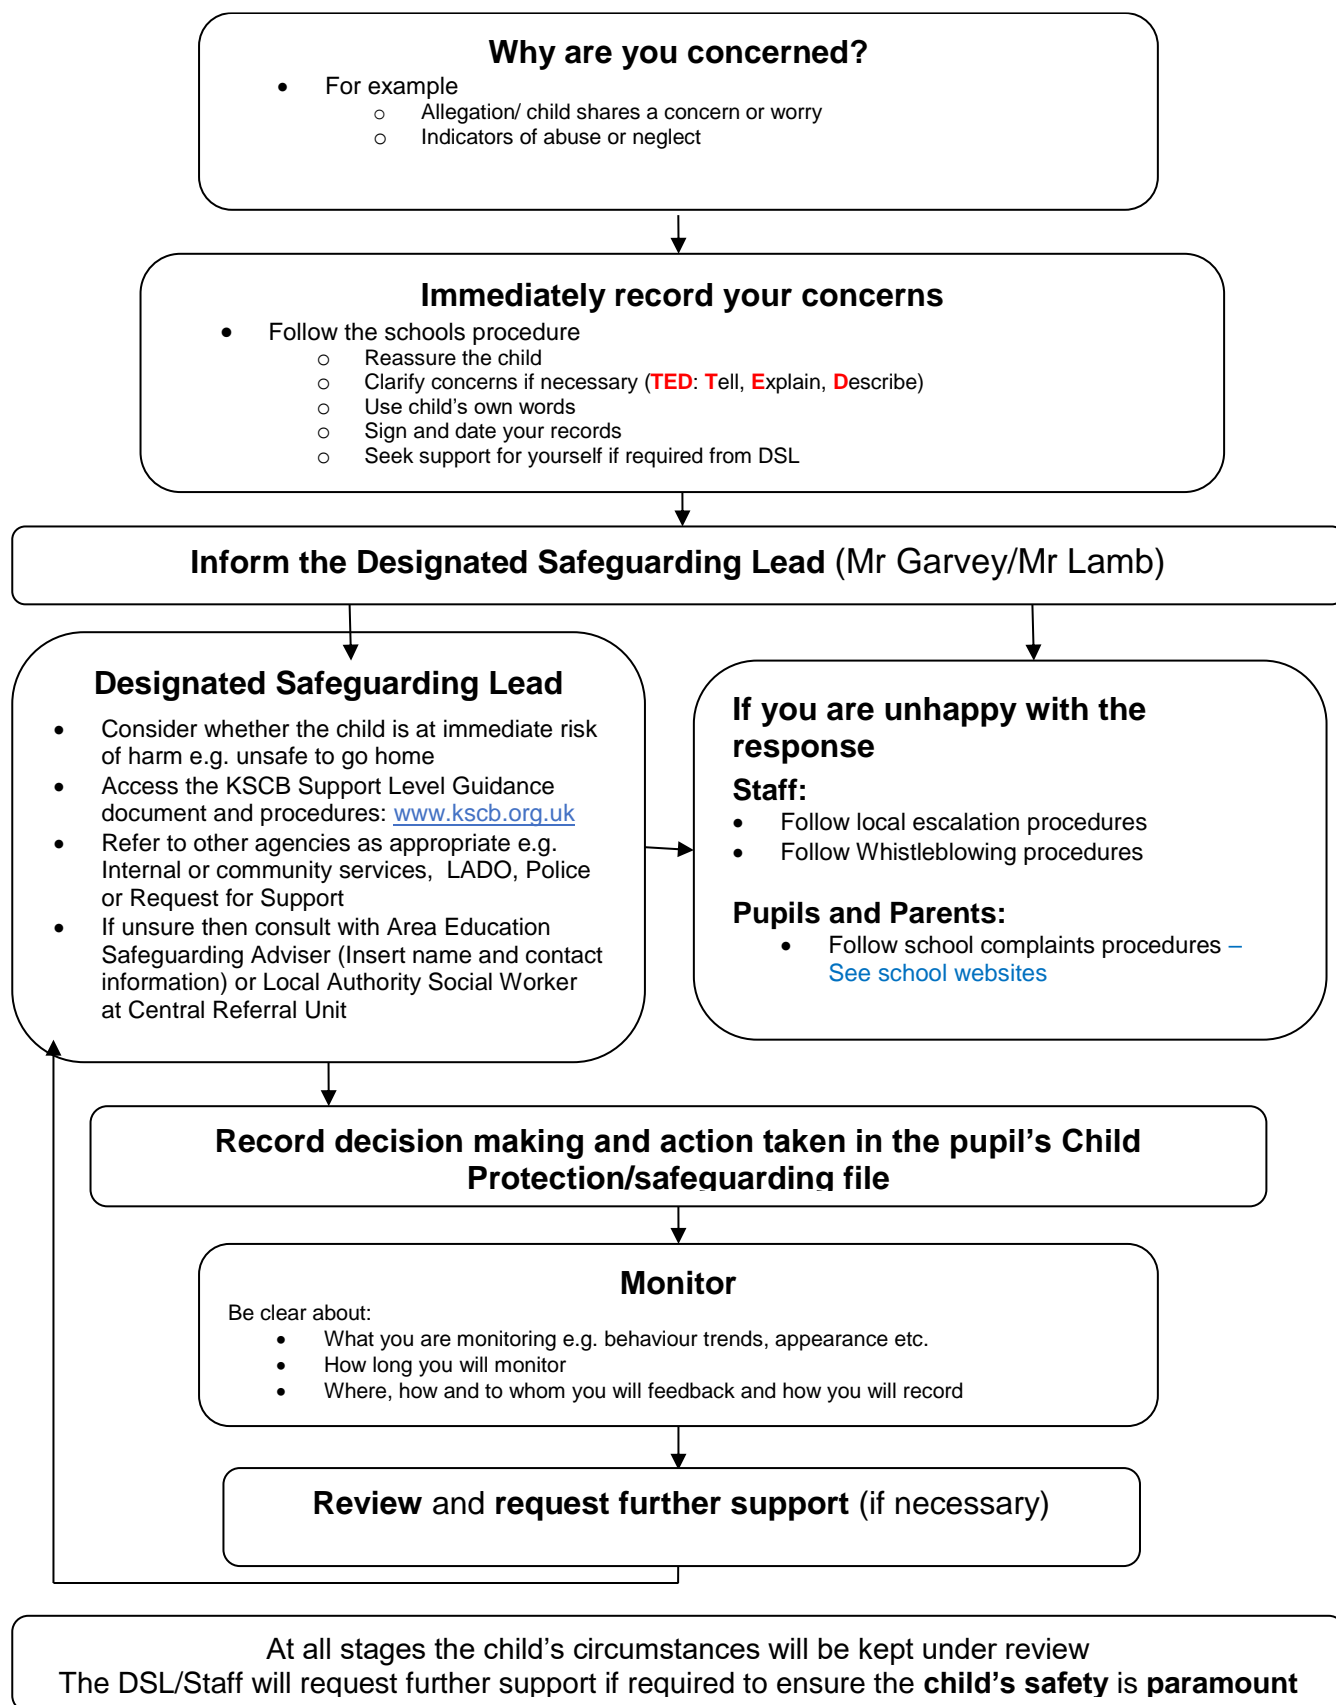 Why are you concerned?
• For example
o Allegation/ child shares a concern or worry
o Indicators of abuse or neglect
Immediately record your concerns
• Follow the schools procedure
o Reassure the child
o Clarify concerns if necessary (TED: Tell, Explain, Describe)
o Use child’s own words
o Sign and date your records
o Seek support for yourself if required from DSL
Inform the Designated Safeguarding Lead (Mr Garvey/Mr Lamb)
Designated Safeguarding Lead
• Consider whether the child is at immediate risk
of harm e.g. unsafe to go home
• Access the KSCB Support Level Guidance
document and procedures: www.kscb.org.uk
• Refer to other agencies as appropriate e.g.
Internal or community services, LADO, Police
or Request for Support
• If unsure then consult with Area Education
Safeguarding Adviser (Insert name and contact
information) or Local Authority Social Worker
at Central Referral Unit
If you are unhappy with the
response
Staff:
• Follow local escalation procedures
• Follow Whistleblowing procedures
Pupils and Parents:
• Follow school complaints procedures –
See school websites
Record decision making and action taken in the pupil’s Child
Protection/safeguarding file
Monitor
Be clear about:
• What you are monitoring e.g. behaviour trends, appearance etc.
• How long you will monitor
• Where, how and to whom you will feedback and how you will record
Review and request further support (if necessary)
At all stages the child’s circumstances will be kept under review
The DSL/Staff will request further support if required to ensure the child’s safety is paramount